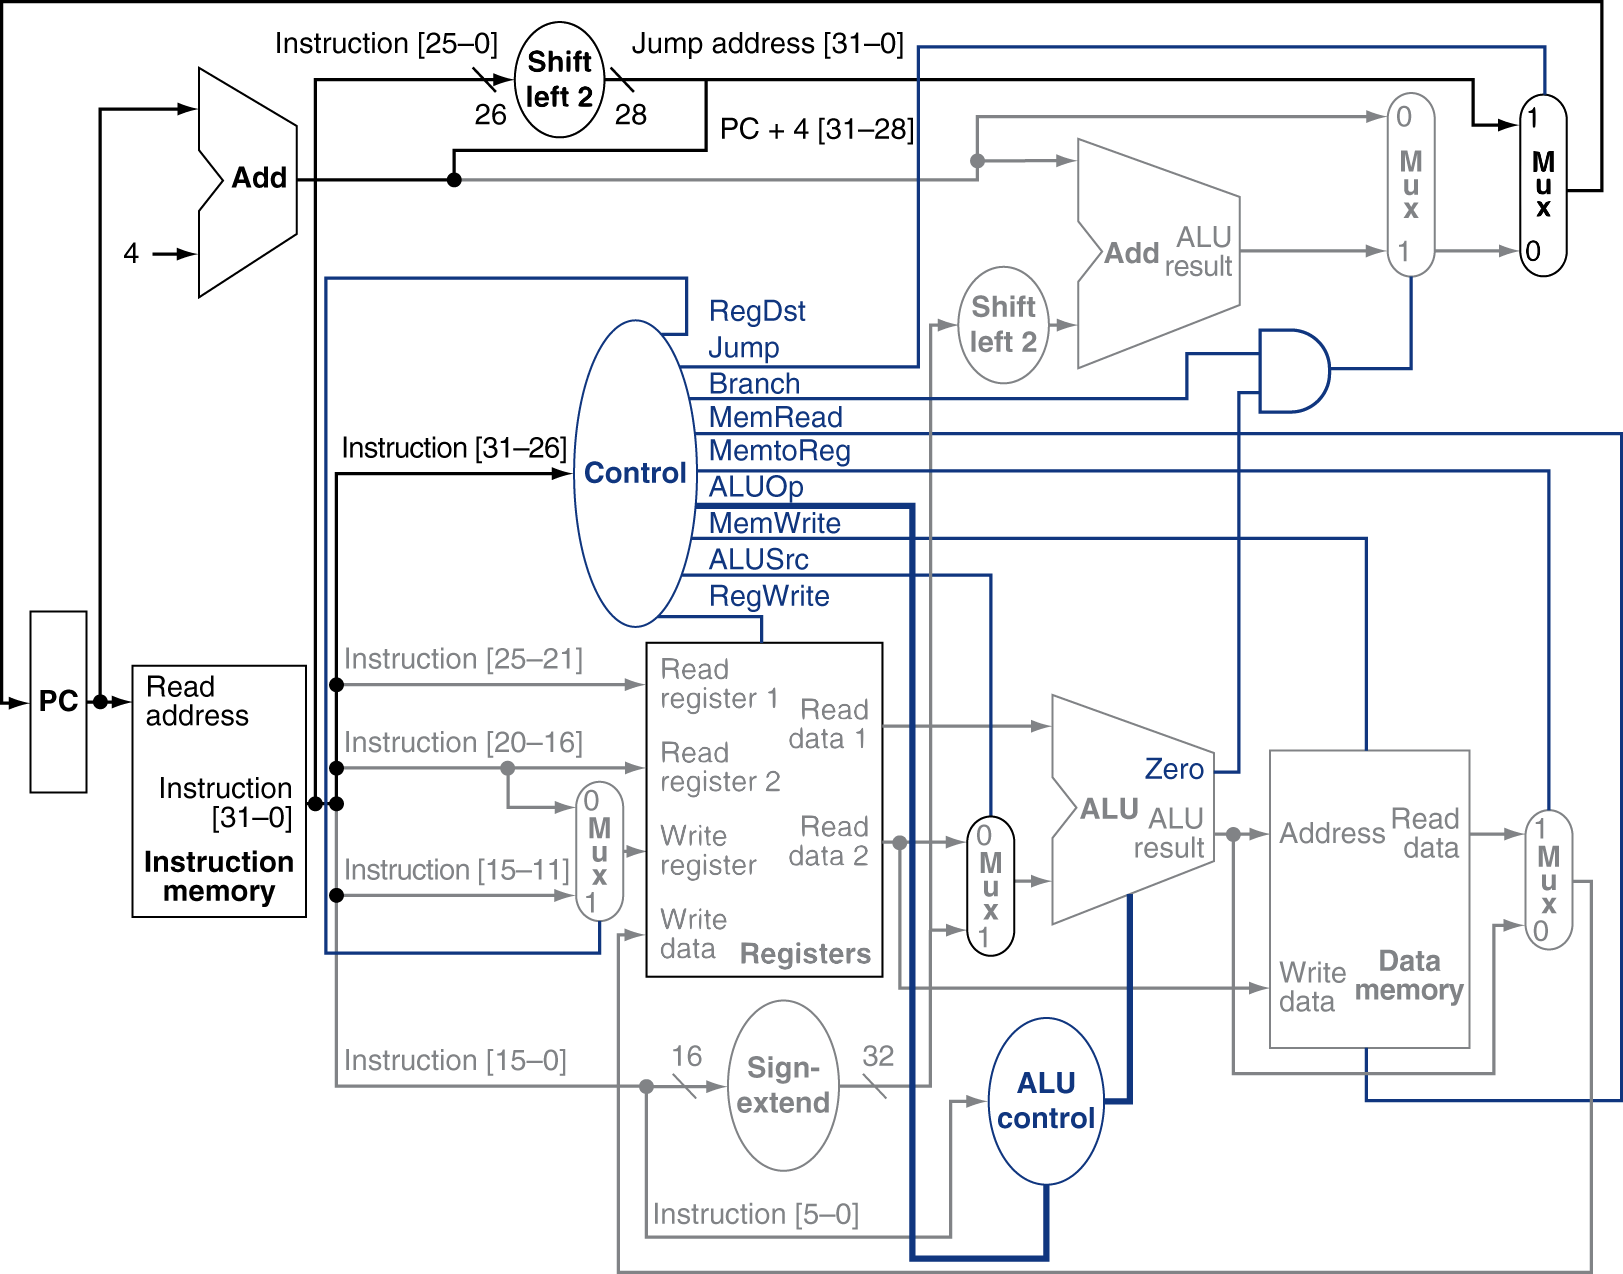 Instruction [25–0]
Shift
left 2
Jump address [31–0]
26
28
PC + 4 [31–28]
Add
4
0
M
u
x
1
1
M
u
x
0
Add
ALU
result
Shift
left 2
RegDst
Jump
Branch
MemRead
MemtoReg
ALUOp
MemWrite
ALUSrc
RegWrite
Instruction [31–26]
Control
PC
Read
address
Instruction
[31–0]
Instruction
memory
Instruction [25–21]
Instruction [20–16]
Instruction [15–11]
0
M
u
x
1
Read
register 1
Read
register 2
Write
register
Write
data
Read
data 1
Read
data 2
Registers
0
M
u
x
1
Zero
ALU
ALU
result
Address
Read
data
Write
data
Data
memory
1
M
u
x
0
Instruction [15–0]
16
Sign-
extend
32
ALU
control
Instruction [5–0]